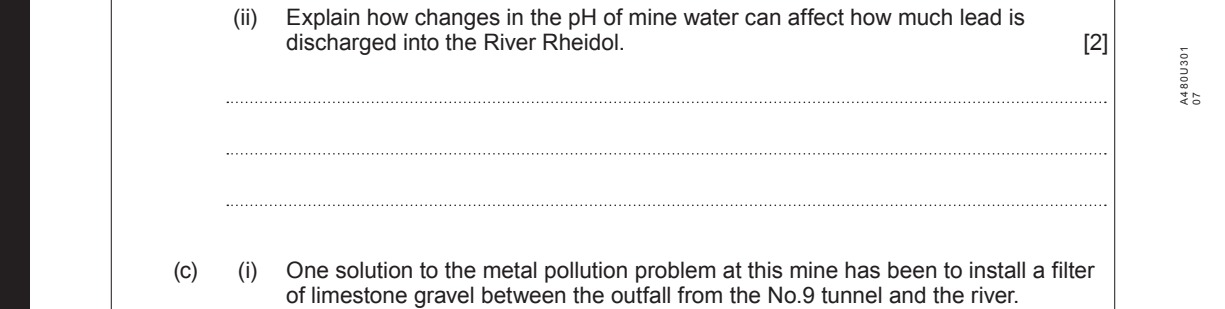 (ii) Explain how changes in the pH of mine water can affect how much lead is
discharged into the River Rheidol. [2]
A480U301
07
(c) (i) One solution to the metal pollution problem at this mine has been to install a filter
of limestone gravel between the outfall from the No.9 tunnel and the river.